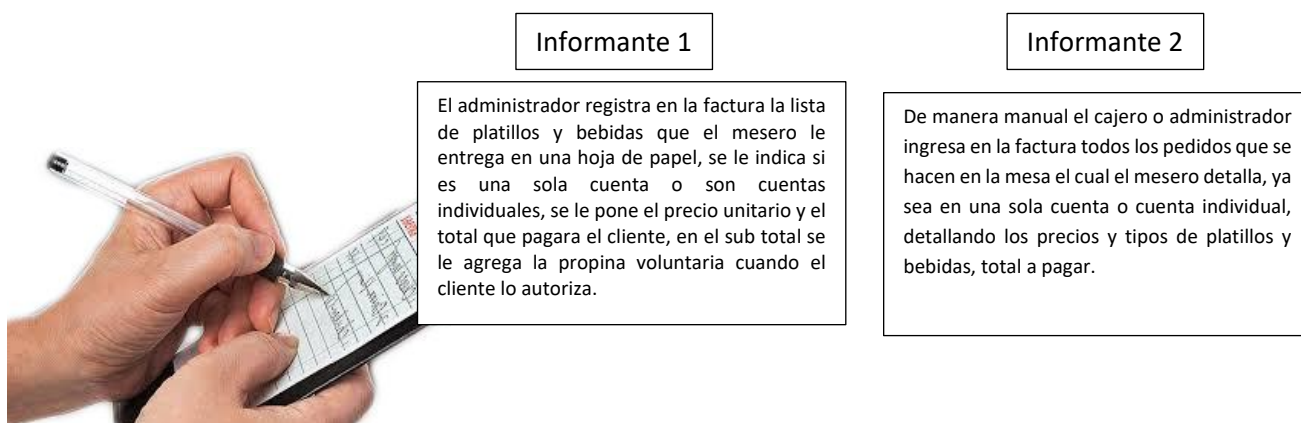 Informante 1
El administrador registra en la factura la lista
de platillos y bebidas que el mesero le
entrega en una hoja de papel, se le indica si
es una sola cuenta o son cuentas
individuales, se le pone el precio unitario y el
total que pagara el cliente, en el sub total se
le agrega la propina voluntaria cuando el
cliente lo autoriza.
Informante 2
De manera manual el cajero o administrador
ingresa en la factura todos los pedidos que se
hacen en la mesa el cual el mesero detalla, ya
sea en una sola cuenta o cuenta individual,
detallando los precios y tipos de platillos y
bebidas, total a pagar.